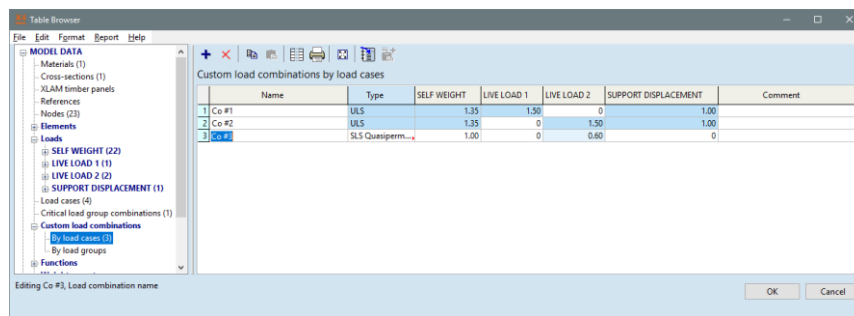 Table Browser
File Edit Format Report Help
MODEL DATA
Materials (1)
Cross-sections (1)
XLAM timber panels
References
Nodes (23)
Elements
Loads
SELF WEIGHT (22)
LIVE LOAD 1 (1)
LIVE LOAD 2 (2)
SUPPORT DISPLACEMENT (1)
Load cases (4)
Critical load group combinations (1)
Custom load combinations
By load cases (3)
By load groups
Functions
Custom load combinations by load cases
Name Type SELF WEIGHT LIVE LOAD 1 LIVE LOAD 2 SUPPORT DISPLACEMENT Comment
1 Co #1 ULS 1.35 1.50 0 1.00
2 Co #2 ULS 1.35 0 1.50 1.00
3 Co #3 SLS Quasiperm... 1.00 0 0.60 0
Editing Co #3, Load combination name
OK Cancel